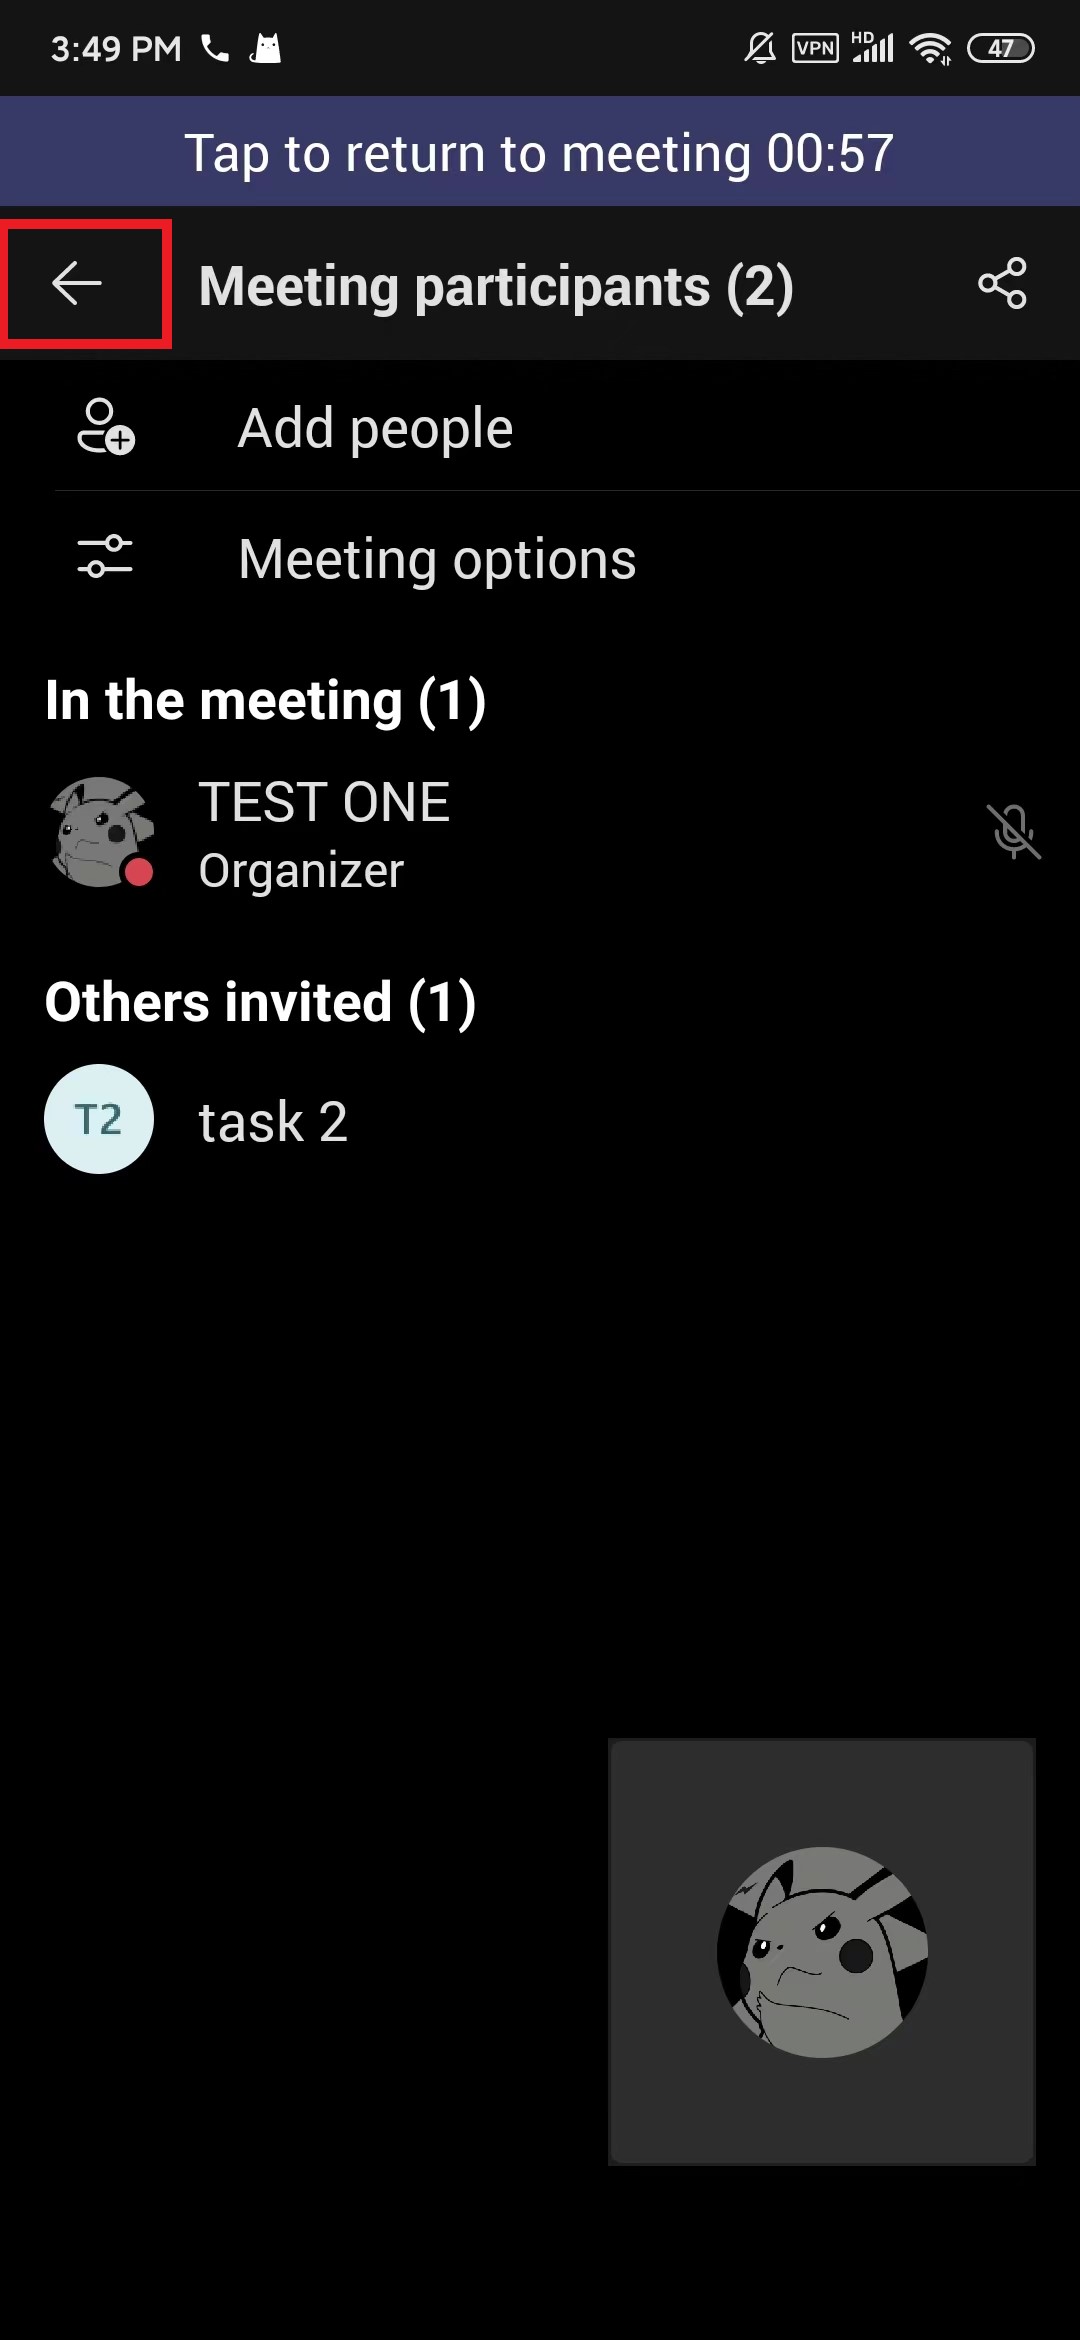 3:49 PM
VPN
HD
47
Tap to return to meeting 00:57
Meeting participants (2)
Add people
Meeting options
In the meeting (1)
TEST ONE
Organizer
Others invited (1)
T2
task 2